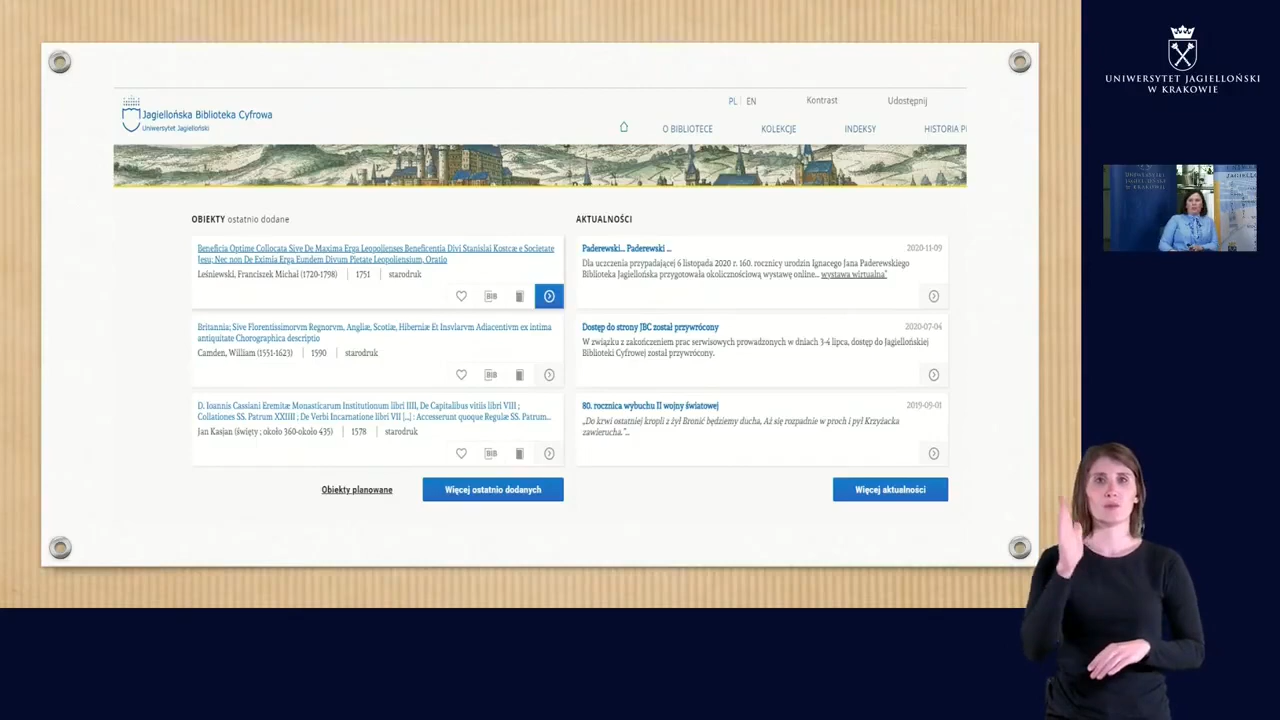 UNIWERSYTET JAGIELLOŃSKI
W KRAKOWIE
Jagiellońska Biblioteka Cyfrowa
Uniwersytet Jagielloński
PL | EN Kontrast Udostępnij
O BIBLIOTECE KOLEKCJE INDEKSY HISTORIA PI
OBIEKTY ostatnio dodane
Beneficia Optime Collocata Sive De Maxima Erga Leopolienses Beneficentia Divi Stanislai Kostcæ e Societate
Jesu, Nec non De Eximia Erga Eundem Divum Pietate Leopoliensium, Oratio
Leśniewski, Franciszek Michał (1720-1798) | 1751 | starodruk
BIB
Britannia; Sive Florentissimorvm Regnorvm, Angliæ, Scotiæ, Hiberniæ Et Insvlarvm Adiacentivm ex intima
antiquitate Chorographica descriptio
Camden, William (1551-1623) | 1590 | starodruk
BIB
D. Ioannis Cassiani Eremitæ Monasticarum Institutionum libri IIII, De Capitalibus vitiis libri VIII ;
Collationes SS. Patrum XXIIII ; De Verbi Incarnatione libri VII [...] : Accesserunt quoque Regulæ SS. Patrum...
Jan Kasjan (święty ; około 360-około 435) | 1578 | starodruk
BIB
Obiekty planowane
Więcej ostatnio dodanych
AKTUALNOŚCI
Paderewski... Paderewski ... 2020-11-09
Dla uczczenia przypadającej 6 listopada 2020 r. 160. rocznicy urodzin Ignacego Jana Paderewskiego
Biblioteka Jagiellońska przygotowała okolicznościową wystawę online... wystawa wirtualna"
Dostęp do strony JBC został przywrócony 2020-07-04
W związku z zakończeniem prac serwisowych prowadzonych w dniach 3-4 lipca, dostęp do Jagiellońskiej
Biblioteki Cyfrowej został przywrócony.
80. rocznica wybuchu II wojny światowej 2019-09-01
„Do krwi ostatniej kropli z żył Bronić będziemy ducha, Aż się rozpadnie w proch i pył Krzyżacka
zawierucha."...
Więcej aktualności
UNIWERSYTET
JAGIELLOŃSKI
W KRAKOWIE